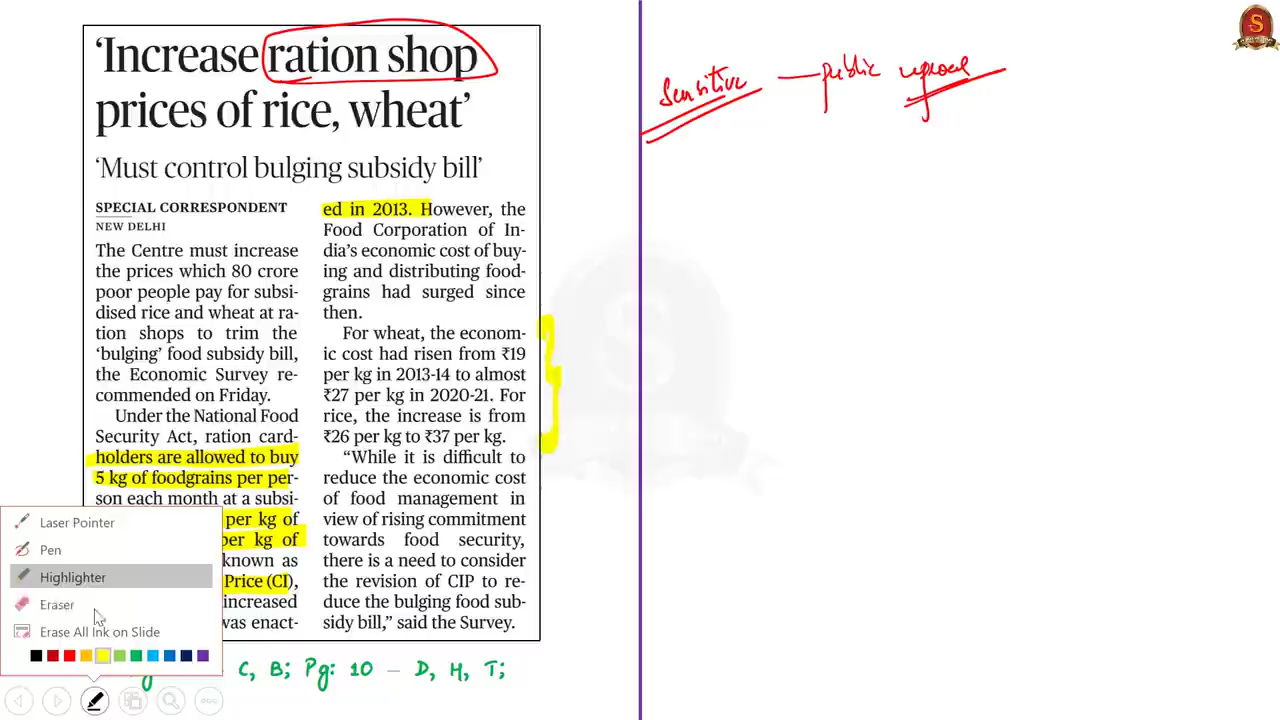 ‘Increase ration shop
prices of rice, wheat’
‘Must control bulging subsidy bill’
SPECIAL CORRESPONDENT
NEW DELHI
The Centre must increase
the prices which 80 crore
poor people pay for subsi-
dised rice and wheat at ra-
tion shops to trim the
‘bulging’ food subsidy bill,
the Economic Survey re-
commended on Friday.
Under the National Food
Security Act, ration card-
holders are allowed to buy
5 kg of foodgrains per per-
son each month at a subsi-
per kg of
per kg of
known as
Price (CI),
increased
was enact-
ed in 2013. However, the
Food Corporation of In-
dia’s economic cost of buy-
ing and distributing food-
grains had surged since
then.
For wheat, the econom-
ic cost had risen from ₹19
per kg in 2013-14 to almost
₹27 per kg in 2020-21. For
rice, the increase is from
₹26 per kg to ₹37 per kg.
“While it is difficult to
reduce the economic cost
of food management in
view of rising commitment
towards food security,
there is a need to consider
the revision of CIP to re-
duce the bulging food sub-
sidy bill,” said the Survey.
Laser Pointer
Pen
Highlighter
Eraser
Erase All Ink on Slide
C, B; Pg: 10 – D, H, T;
Sensitive — public uproar
S